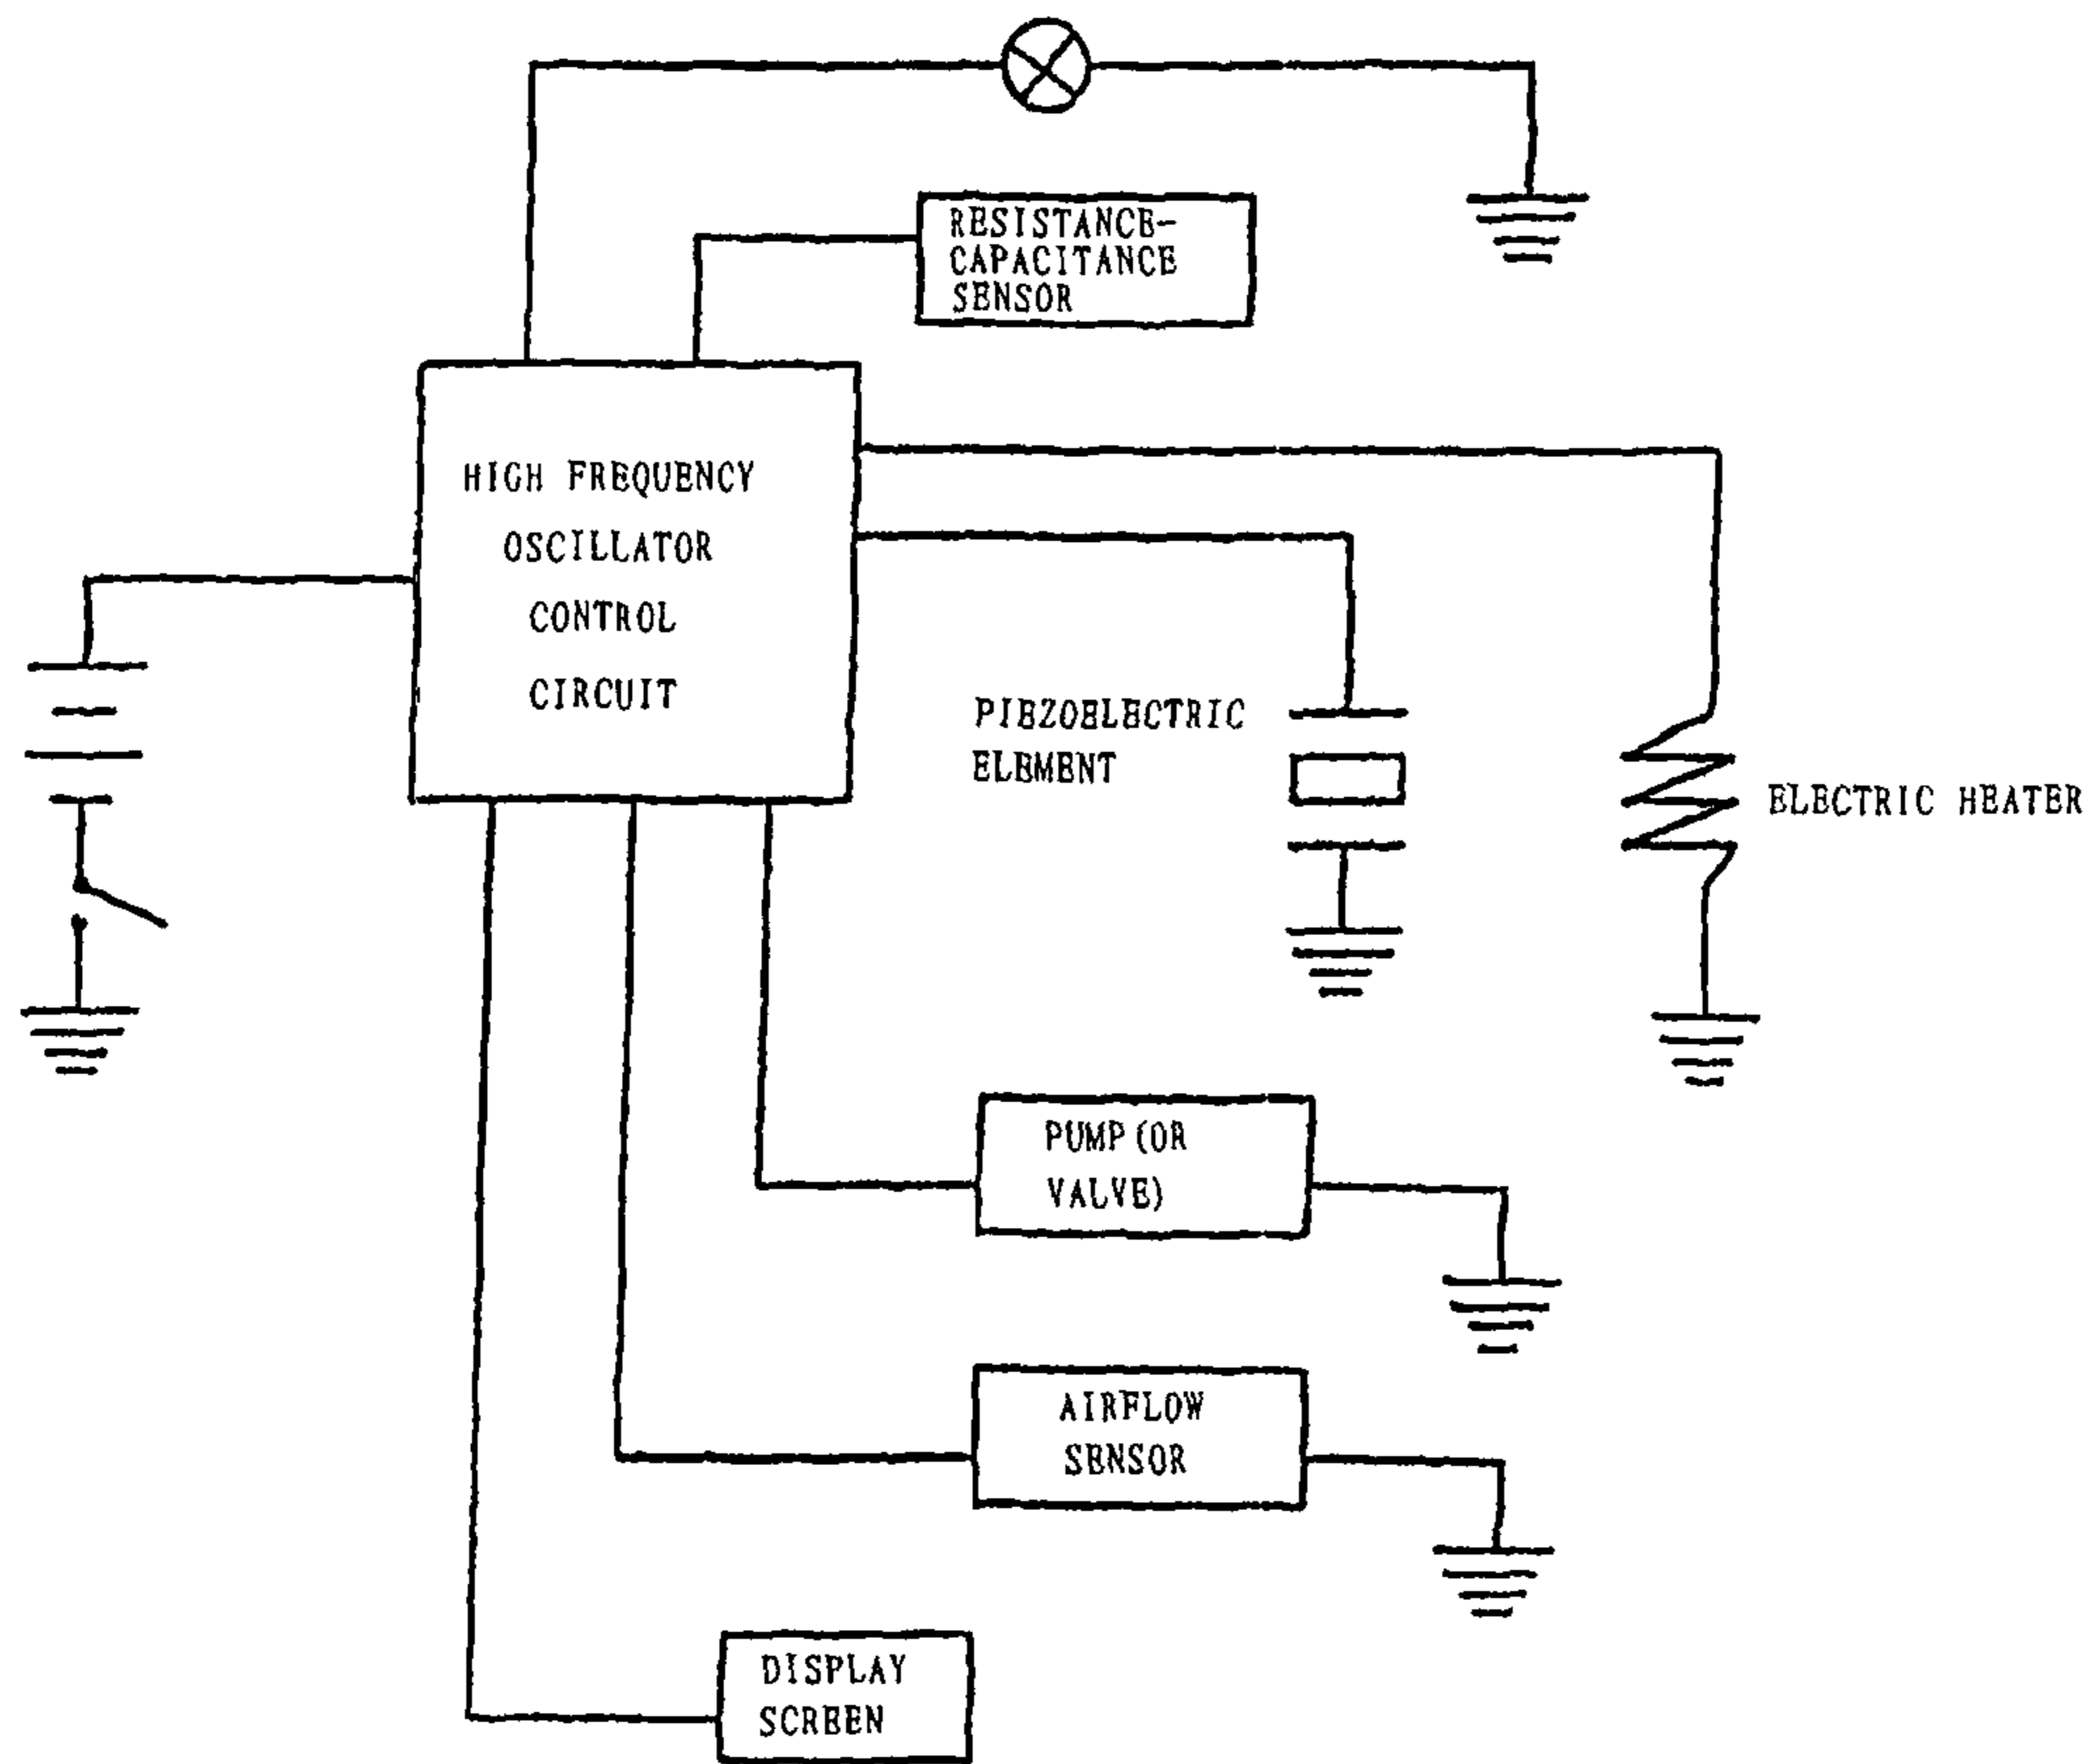 RESISTANCE-
CAPACITANCE
SENSOR
HIGH FREQUENCY
OSCILLATOR
CONTROL
CIRCUIT
PIEZOELECTRIC
ELEMENT
ELECTRIC HEATER
PUMP(OR
VALVE)
AIRFLOW
SENSOR
DISPLAY
SCREEN